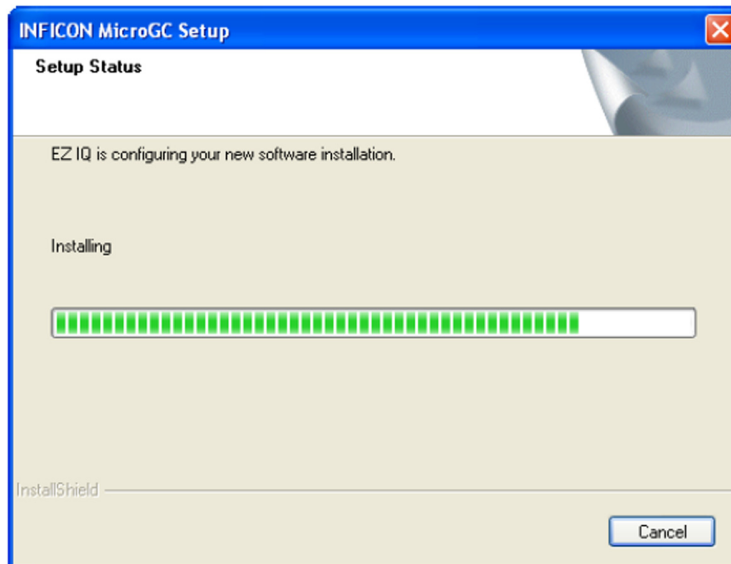 INFICON MicroGC Setup
Setup Status
EZ IQ is configuring your new software installation.
Installing
InstallShield
Cancel